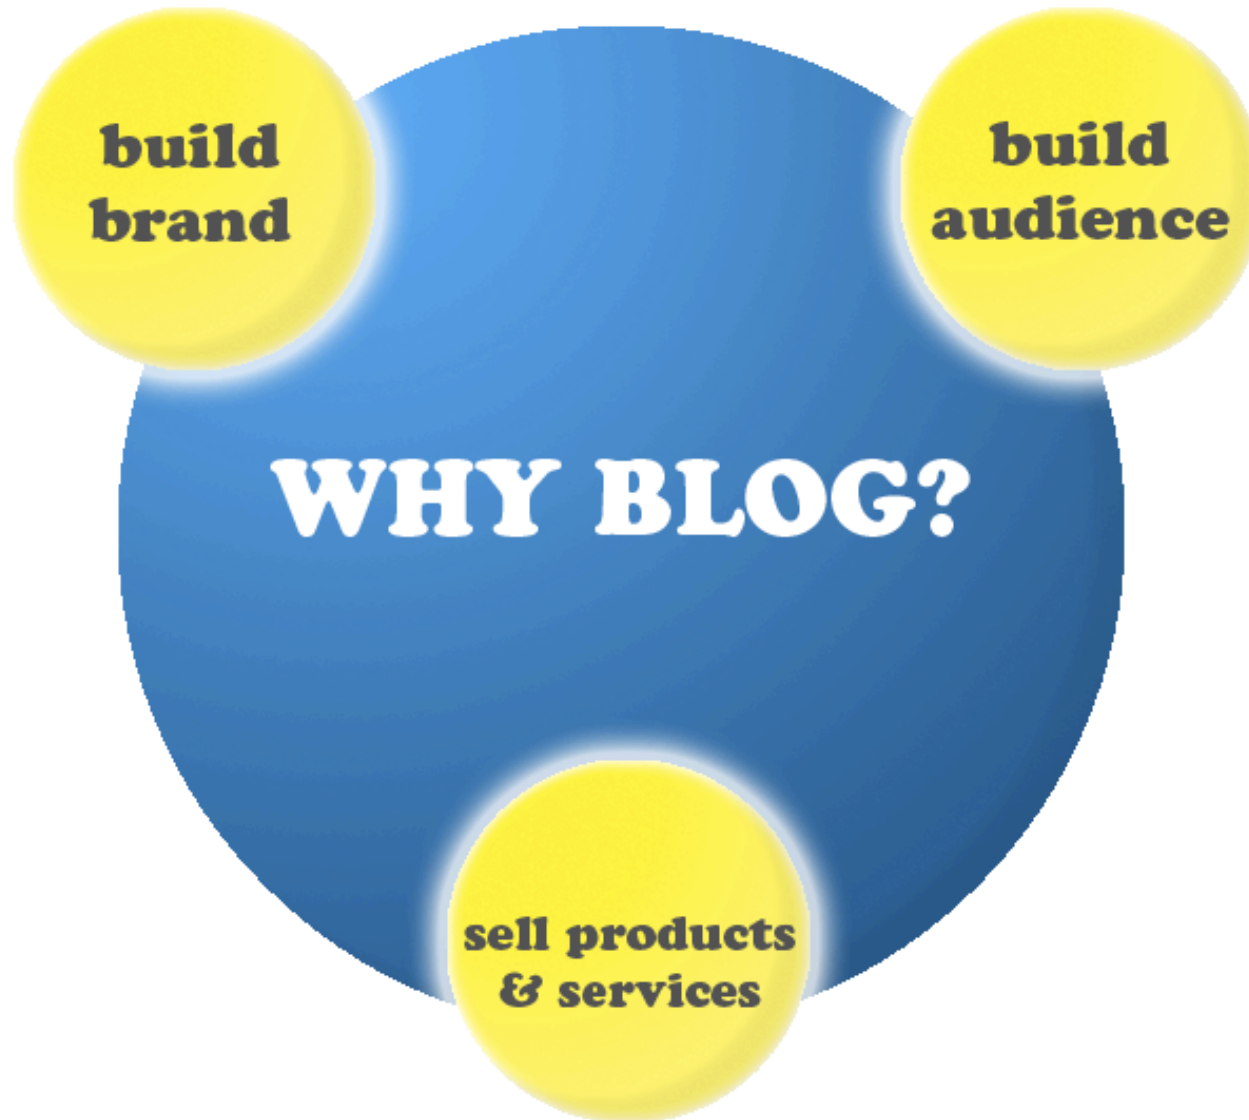 build
brand
build
audience
WHY BLOG?
sell products
& services